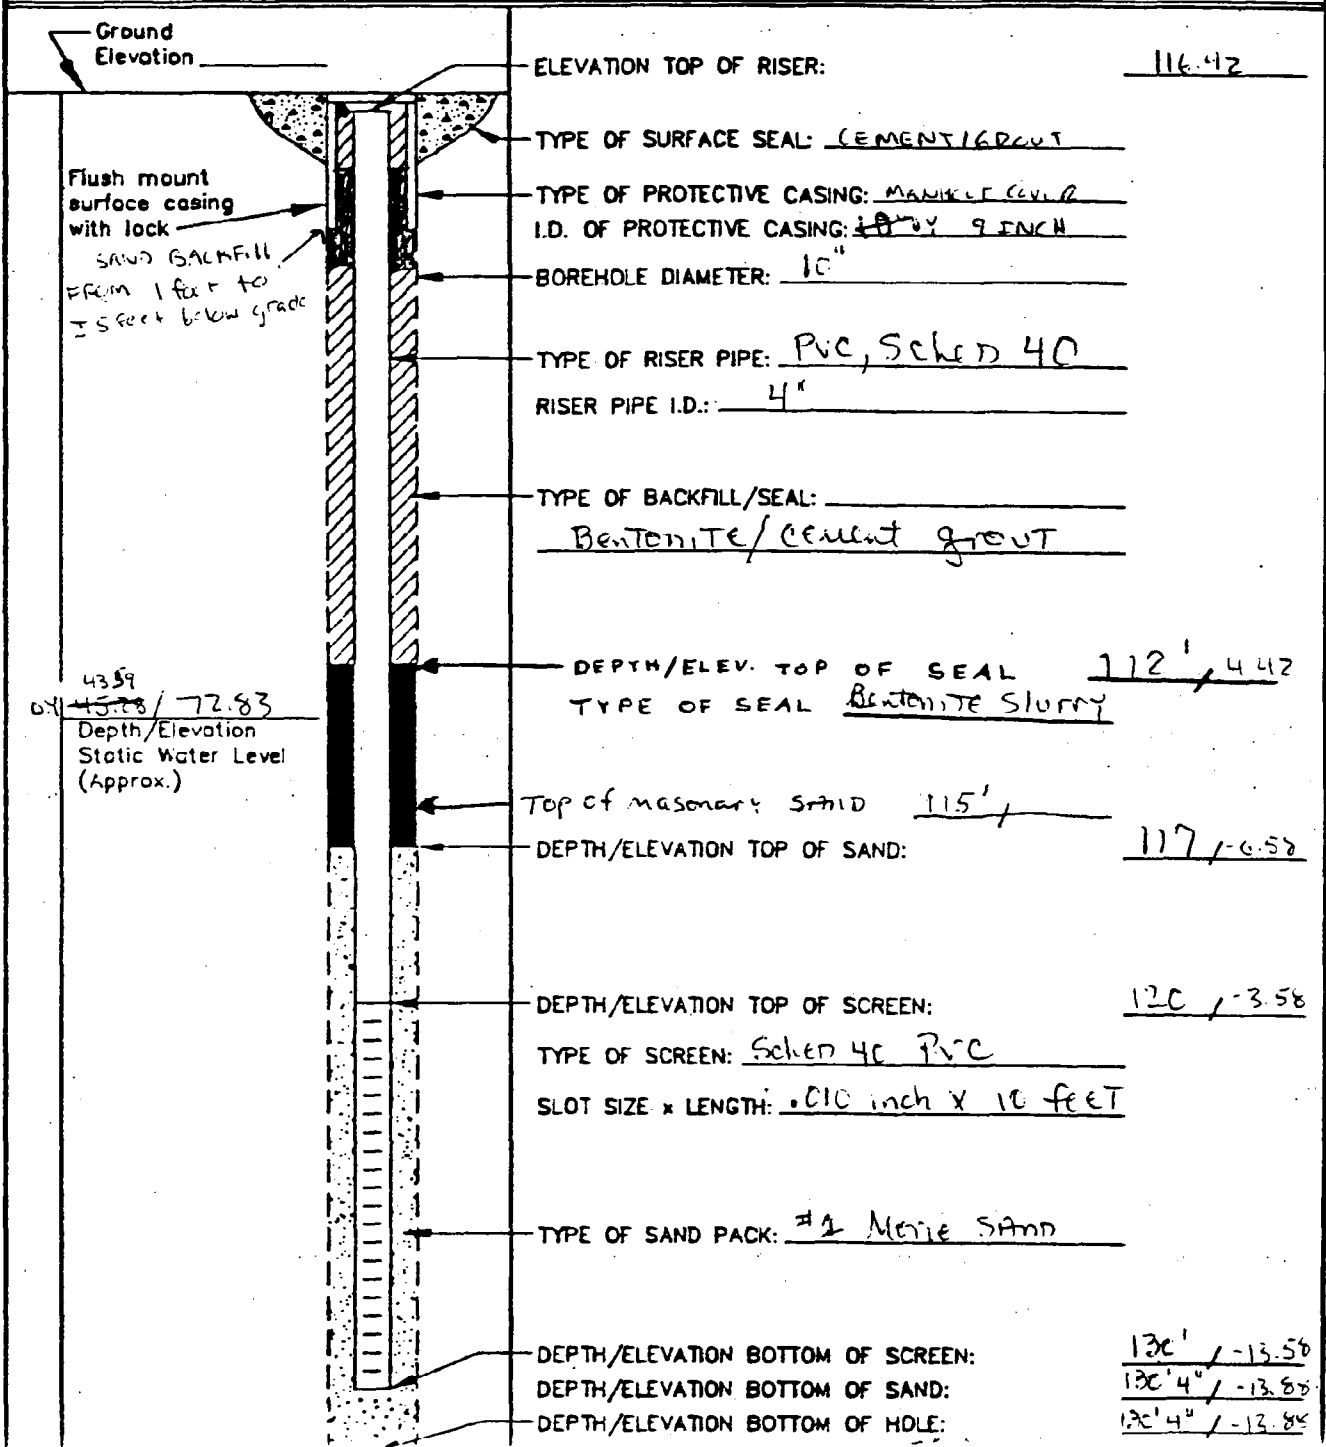 Ground
Elevation
ELEVATION TOP OF RISER: 116.42
TYPE OF SURFACE SEAL: CEMENT/GROUT
Flush mount
surface casing
with lock
SAND BACKFILL
FROM 1 foot to
5 feet below grade
TYPE OF PROTECTIVE CASING: MANHOLE COVER
I.D. OF PROTECTIVE CASING: 9 INCH
BOREHOLE DIAMETER: 10"
TYPE OF RISER PIPE: PVC, Sched 40
RISER PIPE I.D.: 4"
TYPE OF BACKFILL/SEAL:
Bentonite/cement grout
DEPTH/ELEV. TOP OF SEAL 112', 4.42
TYPE OF SEAL Bentonite Slurry
43.59
45.28 / 72.83
Depth/Elevation
Static Water Level
(Approx.)
Top of masonary SAND 115' /
DEPTH/ELEVATION TOP OF SAND: 117 / -0.58
DEPTH/ELEVATION TOP OF SCREEN: 120 / -3.58
TYPE OF SCREEN: Sched 40 PVC
SLOT SIZE x LENGTH: .010 inch x 10 feet
TYPE OF SAND PACK: #1 Morie SAND
DEPTH/ELEVATION BOTTOM OF SCREEN: 130' / -13.58
DEPTH/ELEVATION BOTTOM OF SAND: 130'4" / -13.88
DEPTH/ELEVATION BOTTOM OF HOLE: 130'4" / -13.88